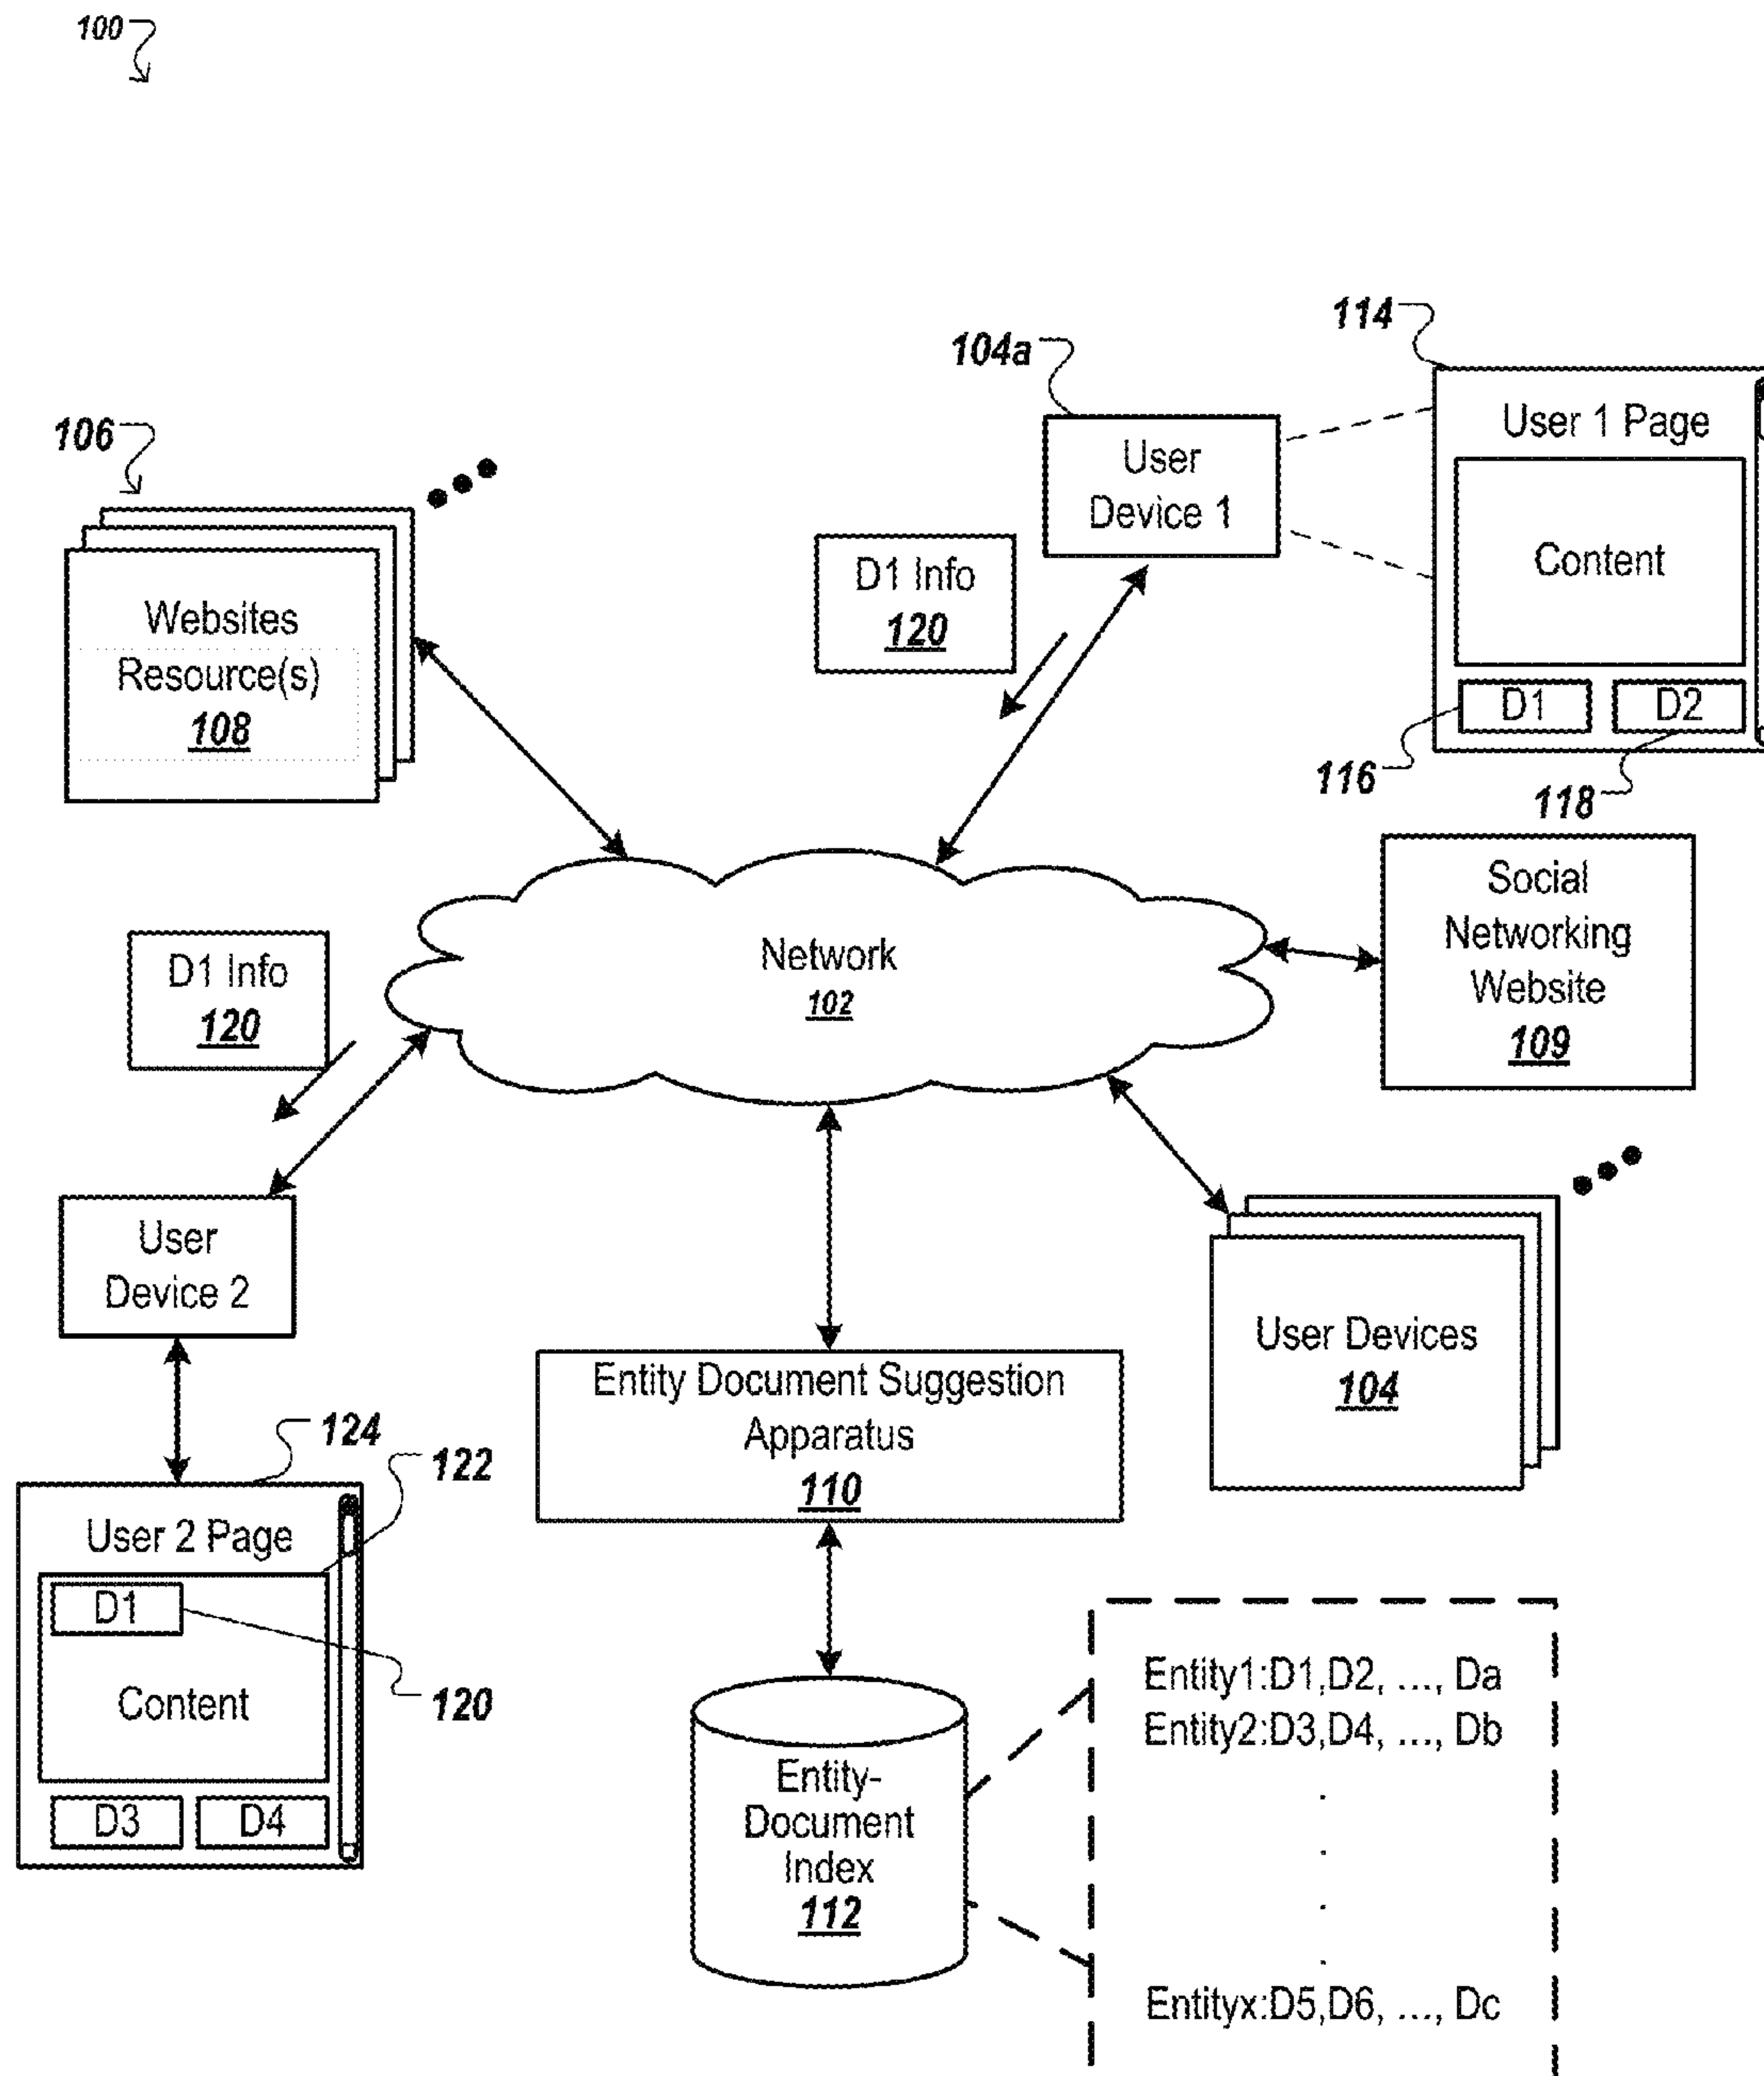 100
114
104a
User 1 Page
User
Device 1
106
Content
D1 Info
120
Websites
Resource(s)
108
D1
D2
116
118
Social
Networking
Website
109
Network
102
D1 Info
120
User
Device 2
User Devices
104
Entity Document Suggestion
Apparatus
110
124
122
User 2 Page
D1
Content
120
D3
D4
Entity-
Document
Index
112
Entity1:D1,D2, ..., Da
Entity2:D3,D4, ..., Db
.
.
.
.
Entityx:D5,D6, ..., Dc